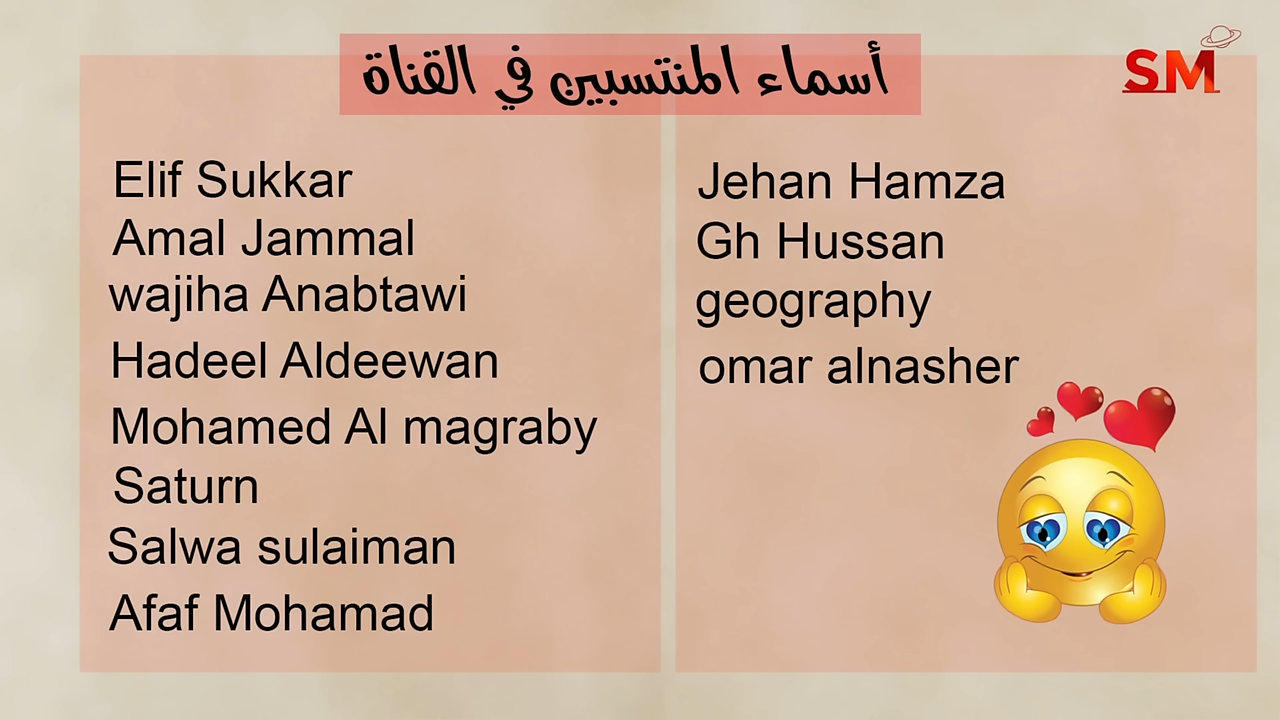 أسماء المنتسبين في القناة
SM
Elif Sukkar
Amal Jammal
wajiha Anabtawi
Hadeel Aldeewan
Mohamed Al magraby
Saturn
Salwa sulaiman
Afaf Mohamad
Jehan Hamza
Gh Hussan
geography
omar alnasher